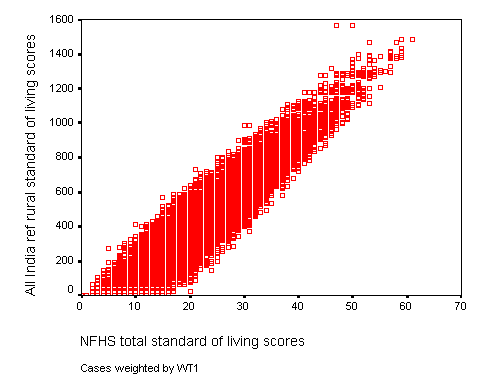 1600
1400
1200
1000
800
600
400
200
0
All India ref rural standard of living scores
0 10 20 30 40 50 60 70
NFHS total standard of living scores
Cases weighted by WT1